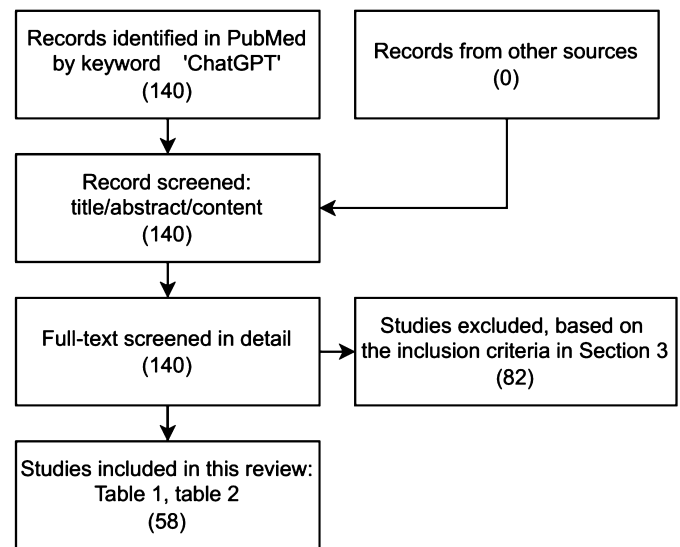 Records identified in PubMed
by keyword 'ChatGPT'
(140)
Records from other sources
(0)
Record screened:
title/abstract/content
(140)
Full-text screened in detail
(140)
Studies excluded, based on
the inclusion criteria in Section 3
(82)
Studies included in this review:
Table 1, table 2
(58)